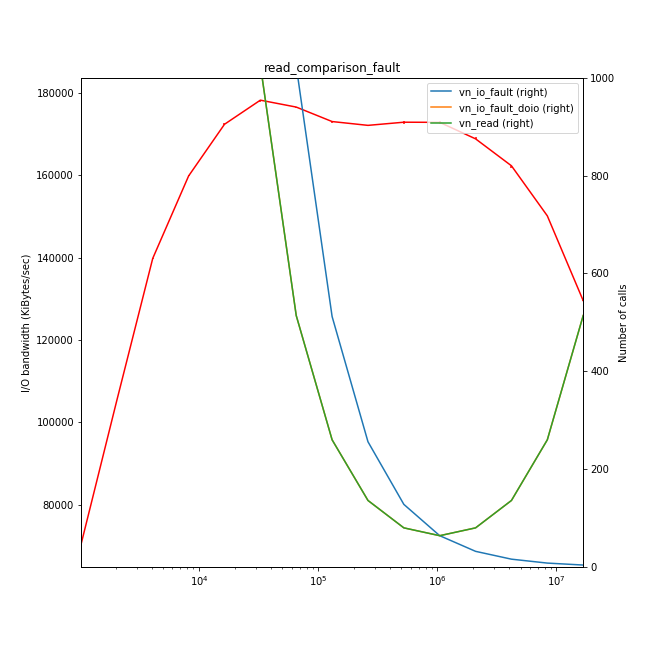 read_comparison_fault
vn_io_fault (right)
vn_io_fault_doio (right)
vn_read (right)
I/O bandwidth (KiBytes/sec)
180000
160000
140000
120000
100000
80000
Number of calls
1000
800
600
400
200
0
10⁴
10⁵
10⁶
10⁷